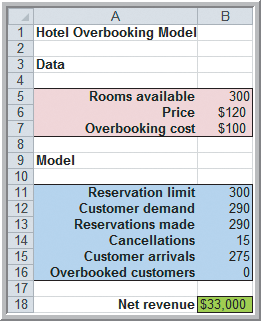 A B
1 Hotel Overbooking Model
2
3 Data
4
5 Rooms available 300
6 Price $120
7 Overbooking cost $100
8
9 Model
10
11 Reservation limit 300
12 Customer demand 290
13 Reservations made 290
14 Cancellations 15
15 Customer arrivals 275
16 Overbooked customers 0
17
18 Net revenue $33,000